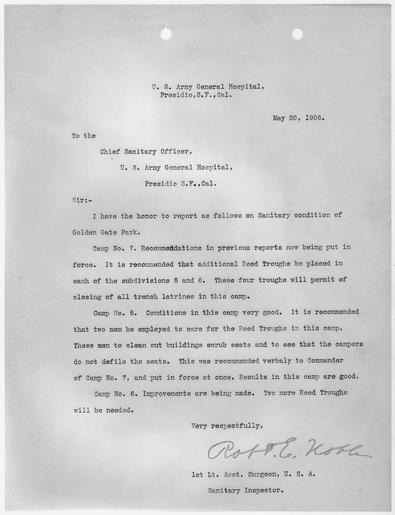 U. S. Army General Hospital,
Presidio,S.F.,Cal.
May 20, 1906.
To the
Chief Sanitary Officer,
U. S. Army General Hospital,
Presidio S.F.,Cal.
Sir:-
I have the honor to report as follows on Sanitary condition of
Golden Gate Park.
Camp No. 7. Recommendations in previous reports now being put in
force. It is recommended that additional Reed Troughs be placed in
each of the subdivisions 5 and 6. These four troughs will permit of
closing of all trench latrines in this camp.
Camp No. 5. Conditions in this camp very good. It is recommended
that two men be employed to care for the Reed Troughs in this camp.
These men to clean out buildings scrub seats and to see that the campers
do not defile the seats. This was recommended verbaly to Commander
of Camp No. 7, and put in force at once. Results in this camp are good.
Camp No. 6. Improvements are being made. Two more Reed Troughs
will be needed.
Very respectfully,
Robt. E. Noble
1st Lt. Asst. Surgeon, U. S. A.
Sanitary Inspector.